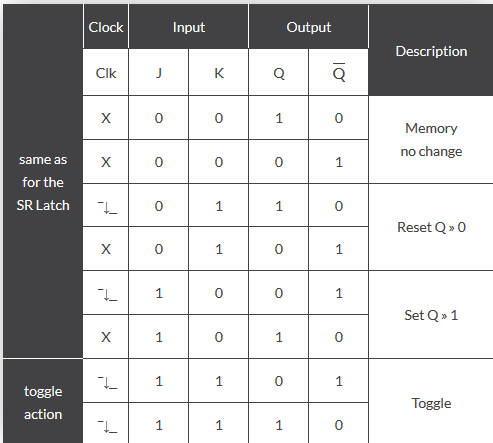 Clock Input Output Description
Clk J K Q Q̅
same as
for the
SR Latch
X 0 0 1 0
X 0 0 0 1
Memory
no change
¯↓_ 0 1 1 0
X 0 1 0 1
Reset Q » 0
¯↓_ 1 0 0 1
X 1 0 1 0
Set Q » 1
toggle
action
¯↓_ 1 1 0 1
¯↓_ 1 1 1 0
Toggle